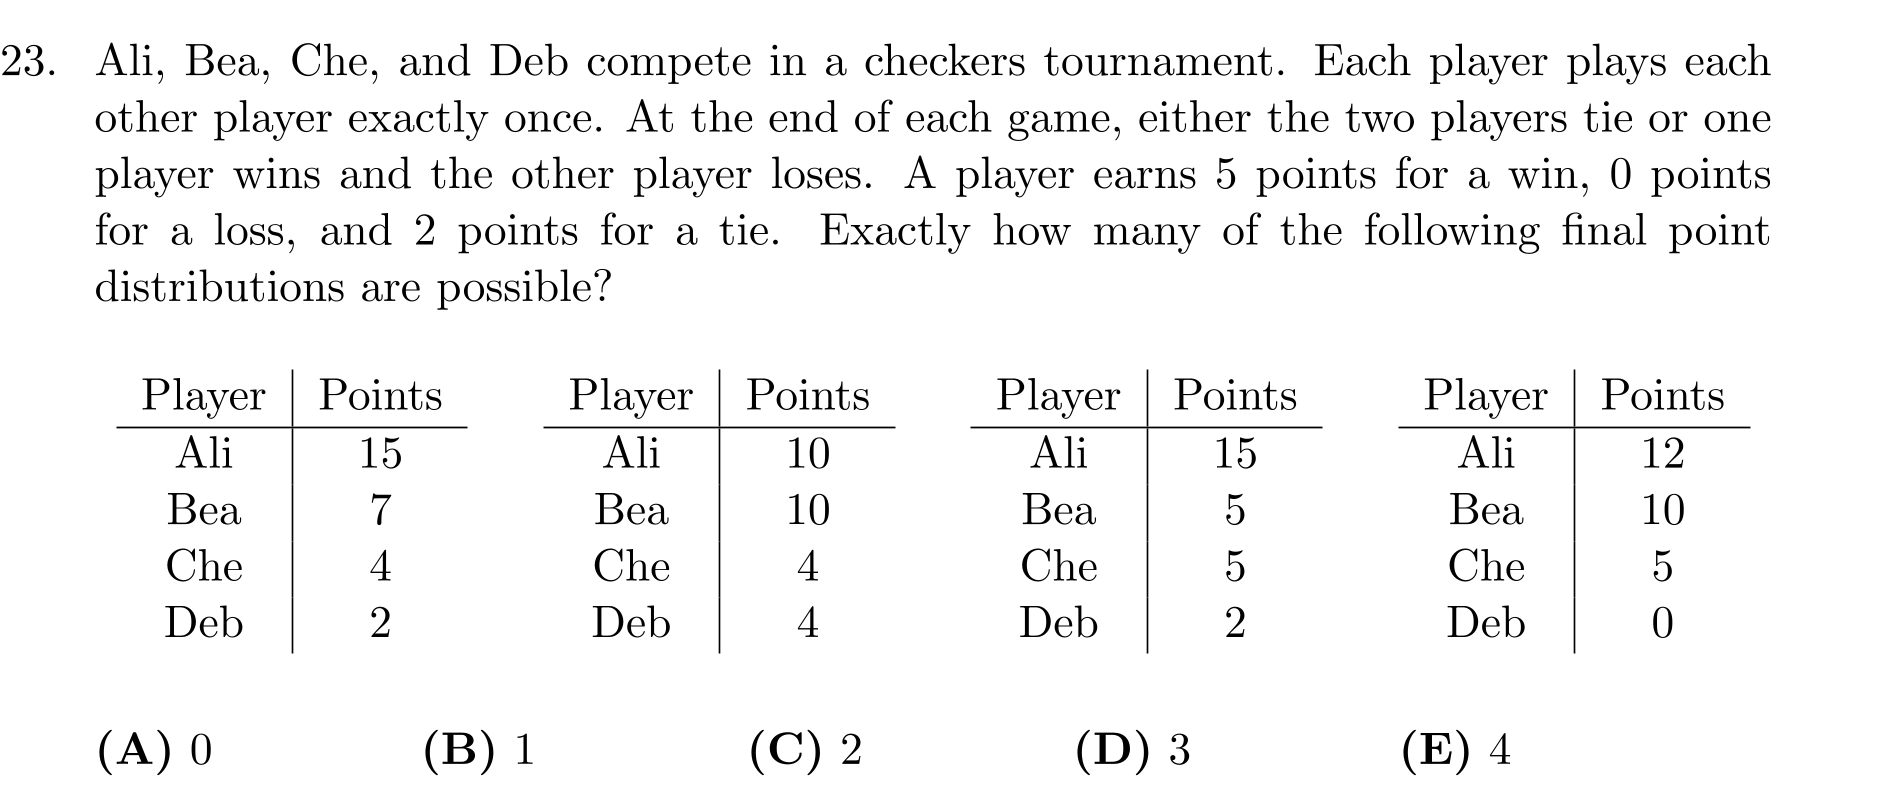 23. Ali, Bea, Che, and Deb compete in a checkers tournament. Each player plays each
other player exactly once. At the end of each game, either the two players tie or one
player wins and the other player loses. A player earns 5 points for a win, 0 points
for a loss, and 2 points for a tie. Exactly how many of the following final point
distributions are possible?
Player Points Player Points Player Points Player Points
Ali 15 Ali 10 Ali 15 Ali 12
Bea 7 Bea 10 Bea 5 Bea 10
Che 4 Che 4 Che 5 Che 5
Deb 2 Deb 4 Deb 2 Deb 0
(A) 0 (B) 1 (C) 2 (D) 3 (E) 4